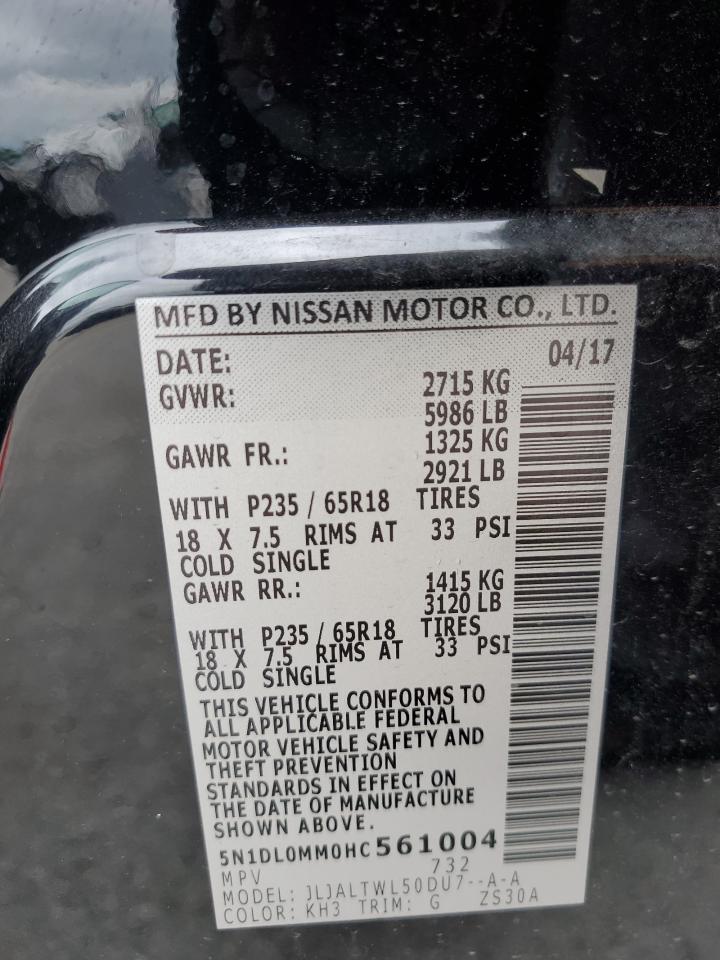 MFD BY NISSAN MOTOR CO., LTD.
DATE: 04/17
GVWR: 2715 KG
5986 LB
GAWR FR.: 1325 KG
2921 LB
WITH P235 / 65R18 TIRES
18 X 7.5 RIMS AT 33 PSI
COLD SINGLE
GAWR RR.: 1415 KG
3120 LB
WITH P235 / 65R18 TIRES
18 X 7.5 RIMS AT 33 PSI
COLD SINGLE
THIS VEHICLE CONFORMS TO
ALL APPLICABLE FEDERAL
MOTOR VEHICLE SAFETY AND
THEFT PREVENTION
STANDARDS IN EFFECT ON
THE DATE OF MANUFACTURE
SHOWN ABOVE.
5N1DL0MM0HC561004
MPV 732
MODEL: JLJALTWL50DU7--A-A
COLOR: KH3 TRIM: G ZS30A